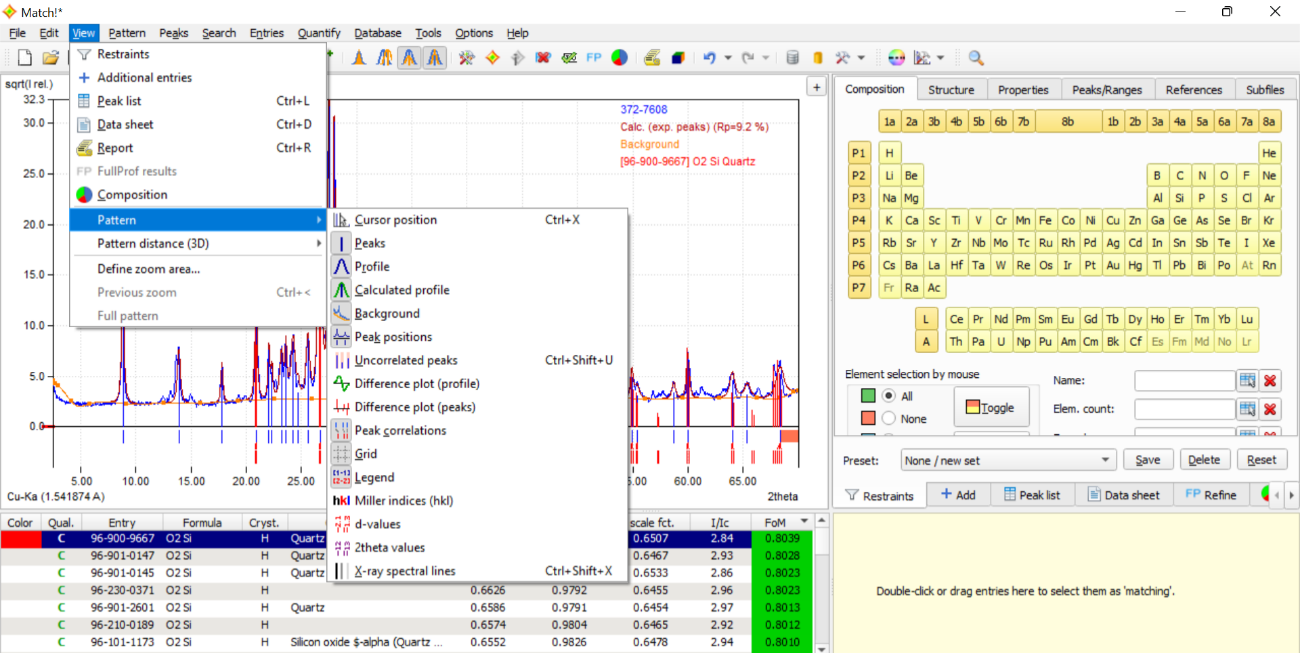 Match!*
File Edit View Pattern Peaks Search Entries Quantify Database Tools Options Help
Restraints
Additional entries
Peak list Ctrl+L
Data sheet Ctrl+D
Report Ctrl+R
FP FullProf results
Composition
Pattern
Pattern distance (3D)
Define zoom area...
Previous zoom Ctrl+<
Full pattern
Cursor position Ctrl+X
Peaks
Profile
Calculated profile
Background
Peak positions
Uncorrelated peaks Ctrl+Shift+U
Difference plot (profile)
Difference plot (peaks)
Peak correlations
Grid
Legend
hkl Miller indices (hkl)
d-values
2theta values
X-ray spectral lines Ctrl+Shift+X
FP
sqrt(I rel.)
32.3
30.0
25.0
20.0
15.0
10.0
5.0
0.0
372-7608
Calc. (exp. peaks) (Rp=9.2 %)
Background
[96-900-9667] O2 Si Quartz
5.00 10.00 15.00 20.00 25.00 5.00 60.00 65.00
Cu-Ka (1.541874 A) 2theta
Color Qual. Entry Formula Cryst. scale fct. I/Ic FoM
C 96-900-9667 O2 Si H Quartz 0.6507 2.84 0.8039
C 96-901-0147 O2 Si H Quartz 0.6467 2.93 0.8028
C 96-901-0145 O2 Si H Quartz 0.6533 2.86 0.8023
C 96-230-0371 O2 Si H 0.6626 0.9792 0.6455 2.96 0.8023
C 96-901-2601 O2 Si H Quartz 0.6586 0.9791 0.6454 2.97 0.8013
C 96-210-0189 O2 Si H 0.6574 0.9804 0.6465 2.92 0.8012
C 96-101-1173 O2 Si H Silicon oxide $-alpha (Quartz ... 0.6552 0.9826 0.6478 2.94 0.8010
Composition Structure Properties Peaks/Ranges References Subfiles
1a 2a 3b 4b 5b 6b 7b 8b 1b 2b 3a 4a 5a 6a 7a 8a
P1 H He
P2 Li Be B C N O F Ne
P3 Na Mg Al Si P S Cl Ar
P4 K Ca Sc Ti V Cr Mn Fe Co Ni Cu Zn Ga Ge As Se Br Kr
P5 Rb Sr Y Zr Nb Mo Tc Ru Rh Pd Ag Cd In Sn Sb Te I Xe
P6 Cs Ba La Hf Ta W Re Os Ir Pt Au Hg Tl Pb Bi Po At Rn
P7 Fr Ra Ac
L Ce Pr Nd Pm Sm Eu Gd Tb Dy Ho Er Tm Yb Lu
A Th Pa U Np Pu Am Cm Bk Cf Es Fm Md No Lr
Element selection by mouse
All
None
Toggle
Name:
Elem. count:
Preset: None / new set Save Delete Reset
Restraints Add Peak list Data sheet FP Refine
Double-click or drag entries here to select them as 'matching'.